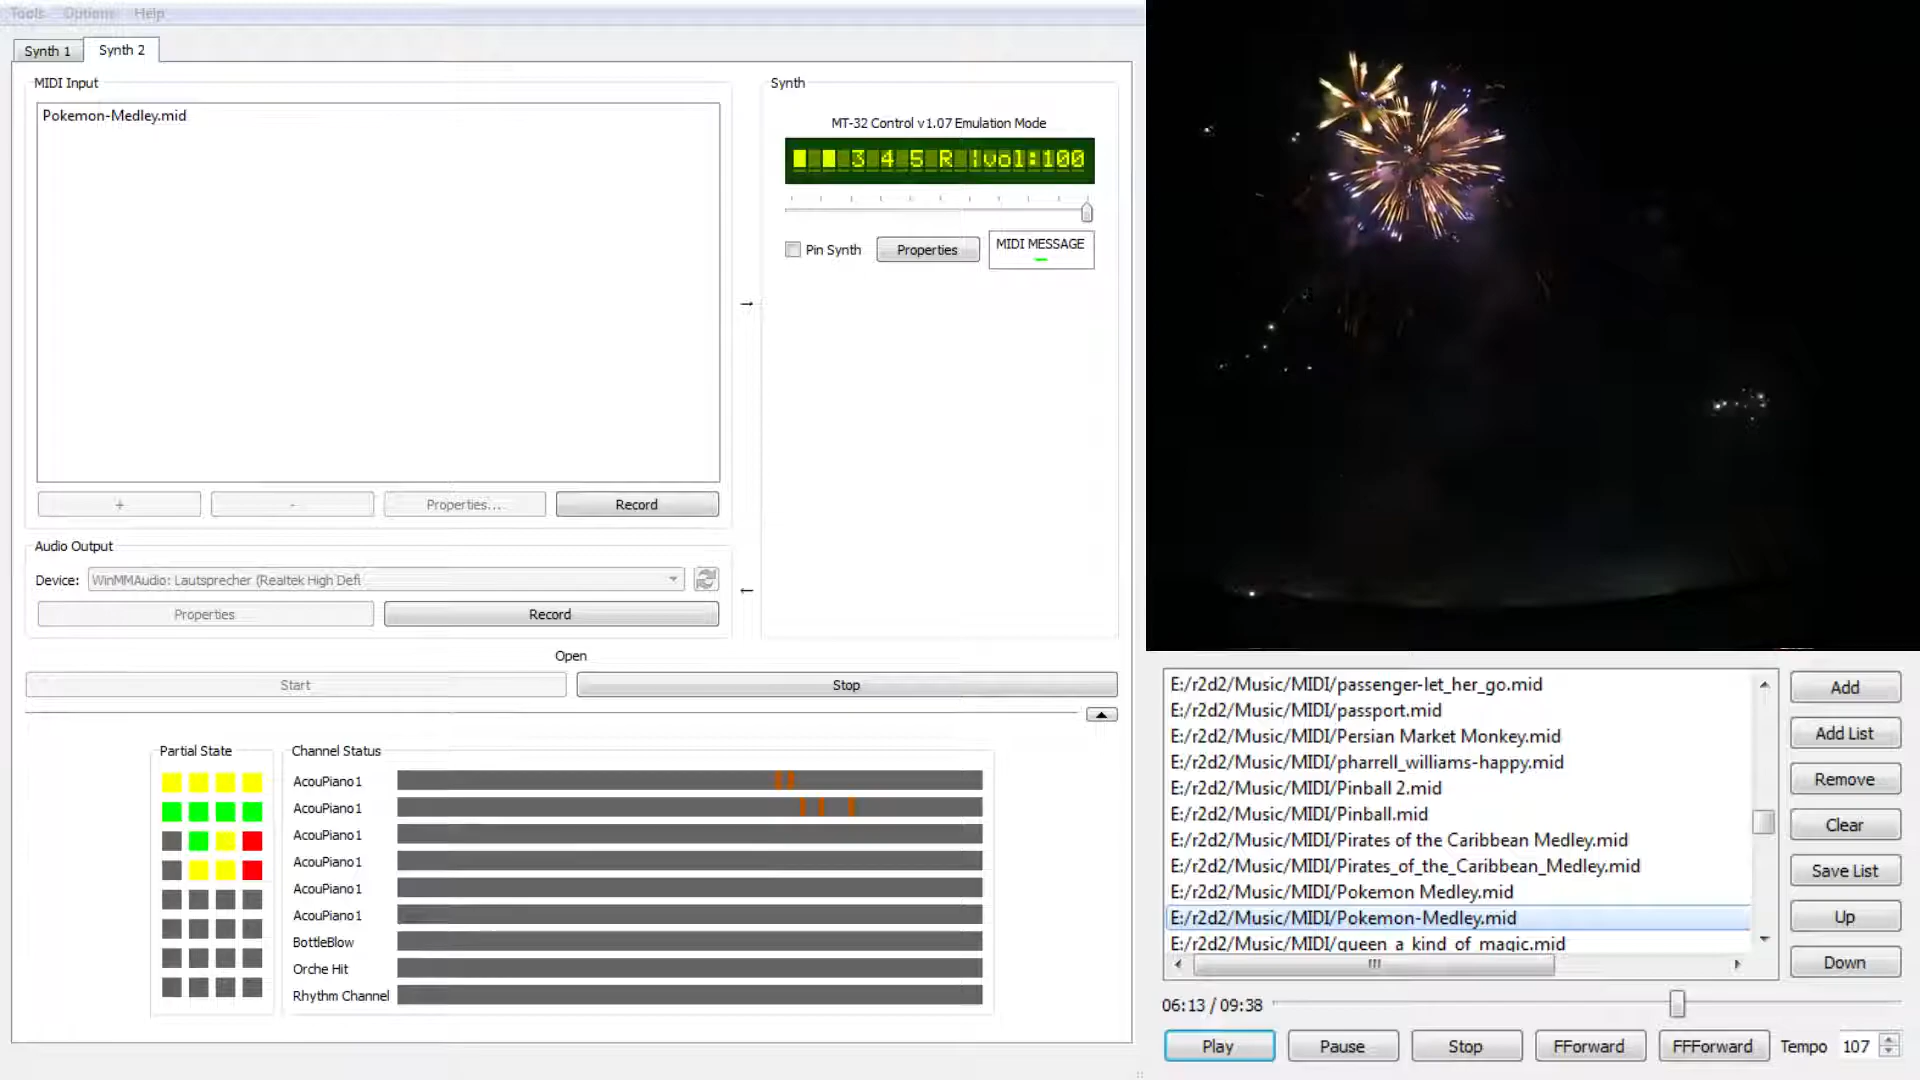 Tools Options Help
Synth 1 Synth 2
MIDI Input
Pokemon-Medley.mid
+ - Properties... Record
Audio Output
Device: WinMMAudio: Lautsprecher (Realtek High Defi
Properties Record
Synth
MT-32 Control v1.07 Emulation Mode
3 4 5 R |vol:100
Pin Synth Properties MIDI MESSAGE
Open
Start Stop
Partial State Channel Status
AcouPiano1
AcouPiano1
AcouPiano1
AcouPiano1
AcouPiano1
AcouPiano1
BottleBlow
Orche Hit
Rhythm Channel
E:/r2d2/Music/MIDI/passenger-let_her_go.mid
E:/r2d2/Music/MIDI/passport.mid
E:/r2d2/Music/MIDI/Persian Market Monkey.mid
E:/r2d2/Music/MIDI/pharrell_williams-happy.mid
E:/r2d2/Music/MIDI/Pinball 2.mid
E:/r2d2/Music/MIDI/Pinball.mid
E:/r2d2/Music/MIDI/Pirates of the Caribbean Medley.mid
E:/r2d2/Music/MIDI/Pirates_of_the_Caribbean_Medley.mid
E:/r2d2/Music/MIDI/Pokemon Medley.mid
E:/r2d2/Music/MIDI/Pokemon-Medley.mid
E:/r2d2/Music/MIDI/queen_a_kind_of_magic.mid
Add
Add List
Remove
Clear
Save List
Up
Down
06:13 / 09:38
Play Pause Stop FForward FFForward Tempo 107